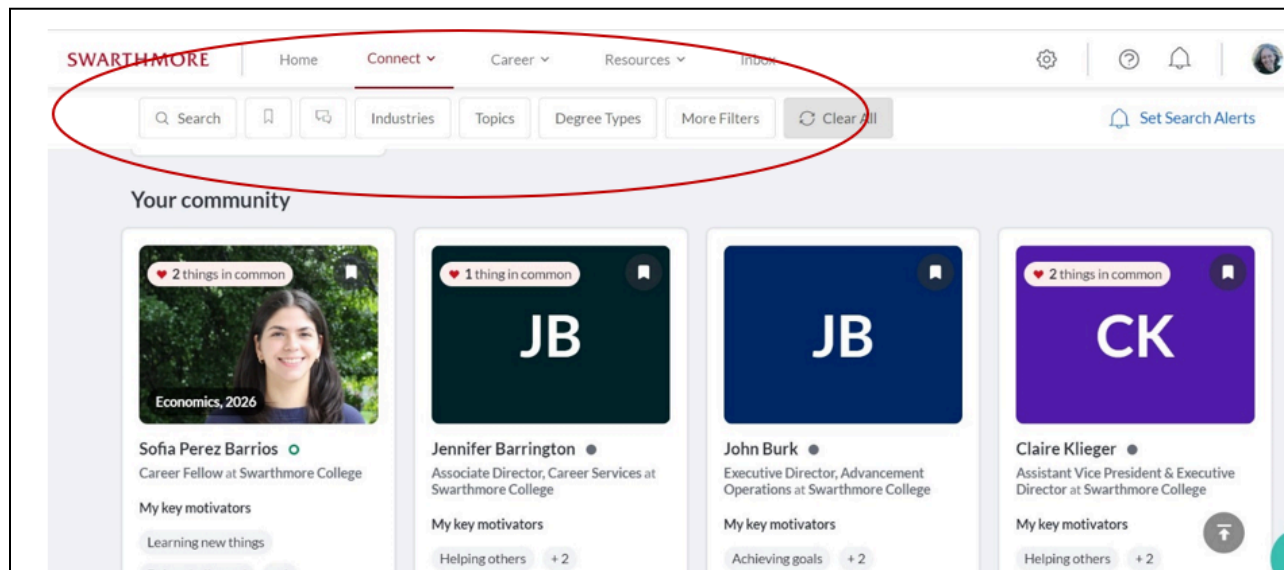 SWARTHMORE Home Connect Career Resources Inbox
Search Industries Topics Degree Types More Filters Clear All Set Search Alerts
Your community
2 things in common 1 thing in common 2 things in common
JB JB CK
Economics, 2026
Sofia Perez Barrios Jennifer Barrington John Burk Claire Klieger
Career Fellow at Swarthmore College Associate Director, Career Services at Executive Director, Advancement Assistant Vice President & Executive
Swarthmore College Operations at Swarthmore College Director at Swarthmore College
My key motivators My key motivators My key motivators My key motivators
Learning new things Helping others + 2 Achieving goals + 2 Helping others + 2